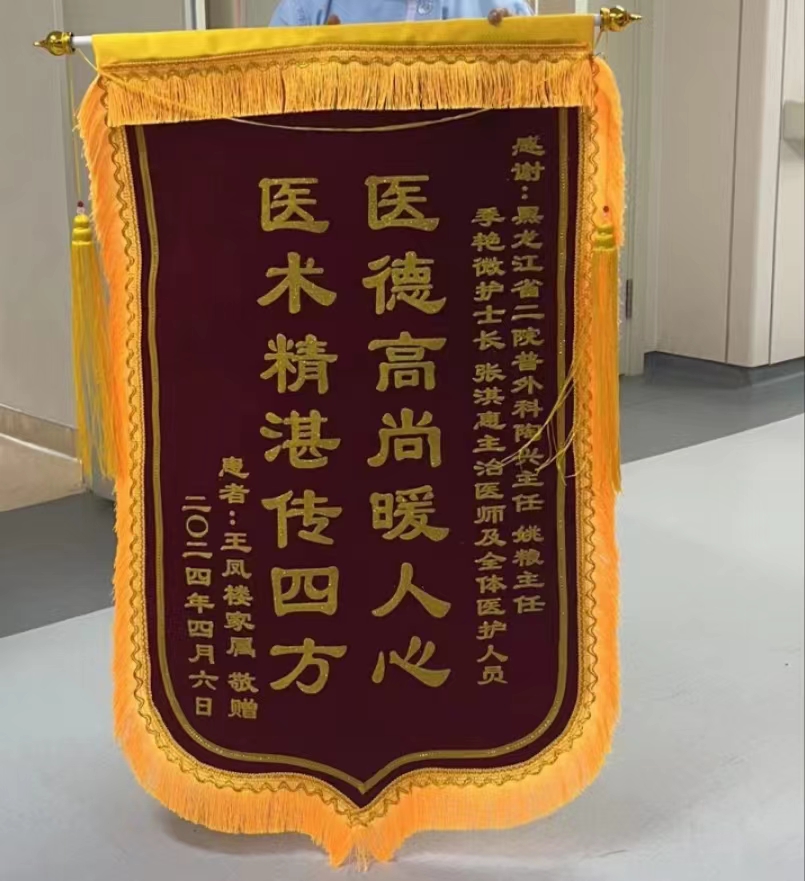 感谢：黑龙江省二院普外科陶兴主任 姚粮主任
季艳微护士长 张洪惠主治医师及全体医护人员
医德高尚暖人心
医术精湛传四方
患者：王凤楼家属 敬赠
二〇二四年四月六日